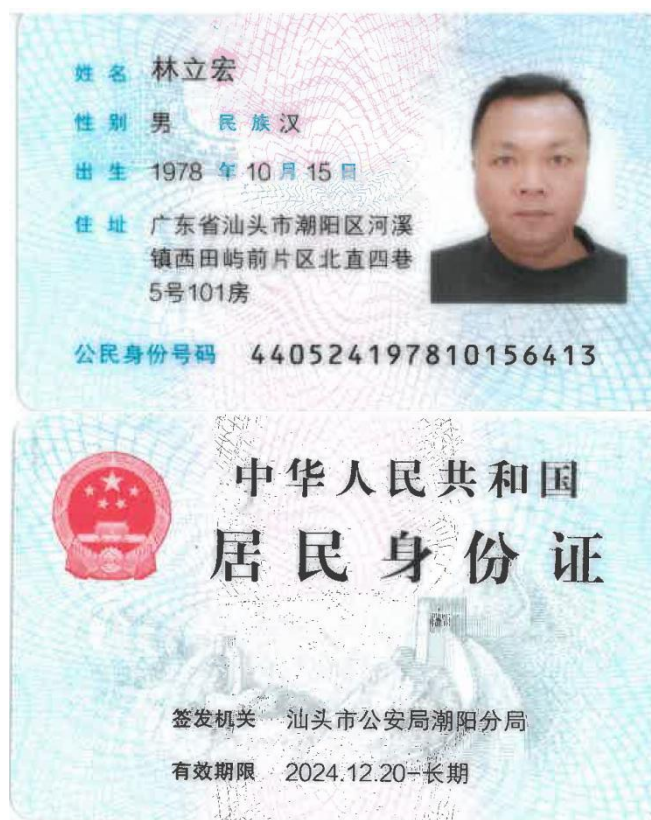 姓名 林立宏
性别 男 民族 汉
出生 1978 年 10 月 15 日
住址 广东省汕头市潮阳区河溪
镇西田屿前片区北直四巷
5号101房
公民身份号码 440524197810156413
中华人民共和国
居民身份证
签发机关 汕头市公安局潮阳分局
有效期限 2024.12.20-长期